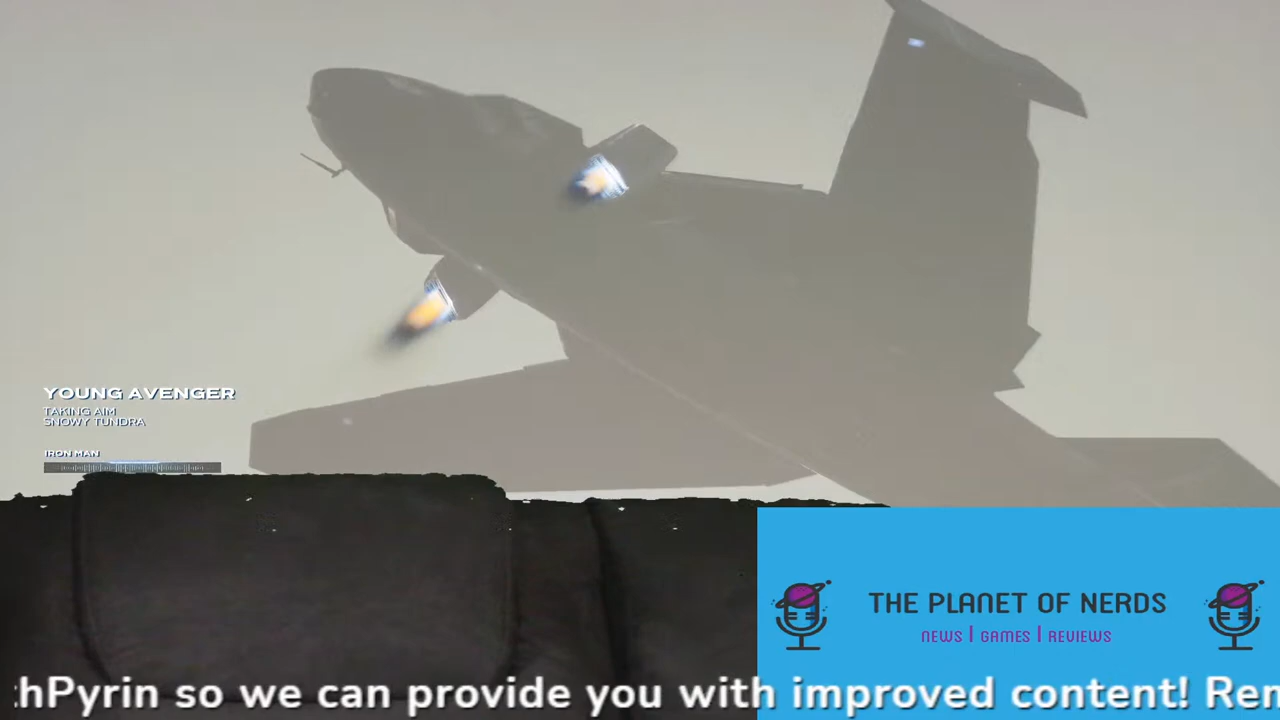 YOUNG AVENGER
TAKING AIM
SNOWY TUNDRA
IRON MAN
THE PLANET OF NERDS
NEWS | GAMES | REVIEWS
hPyrin so we can provide you with improved content! Rem